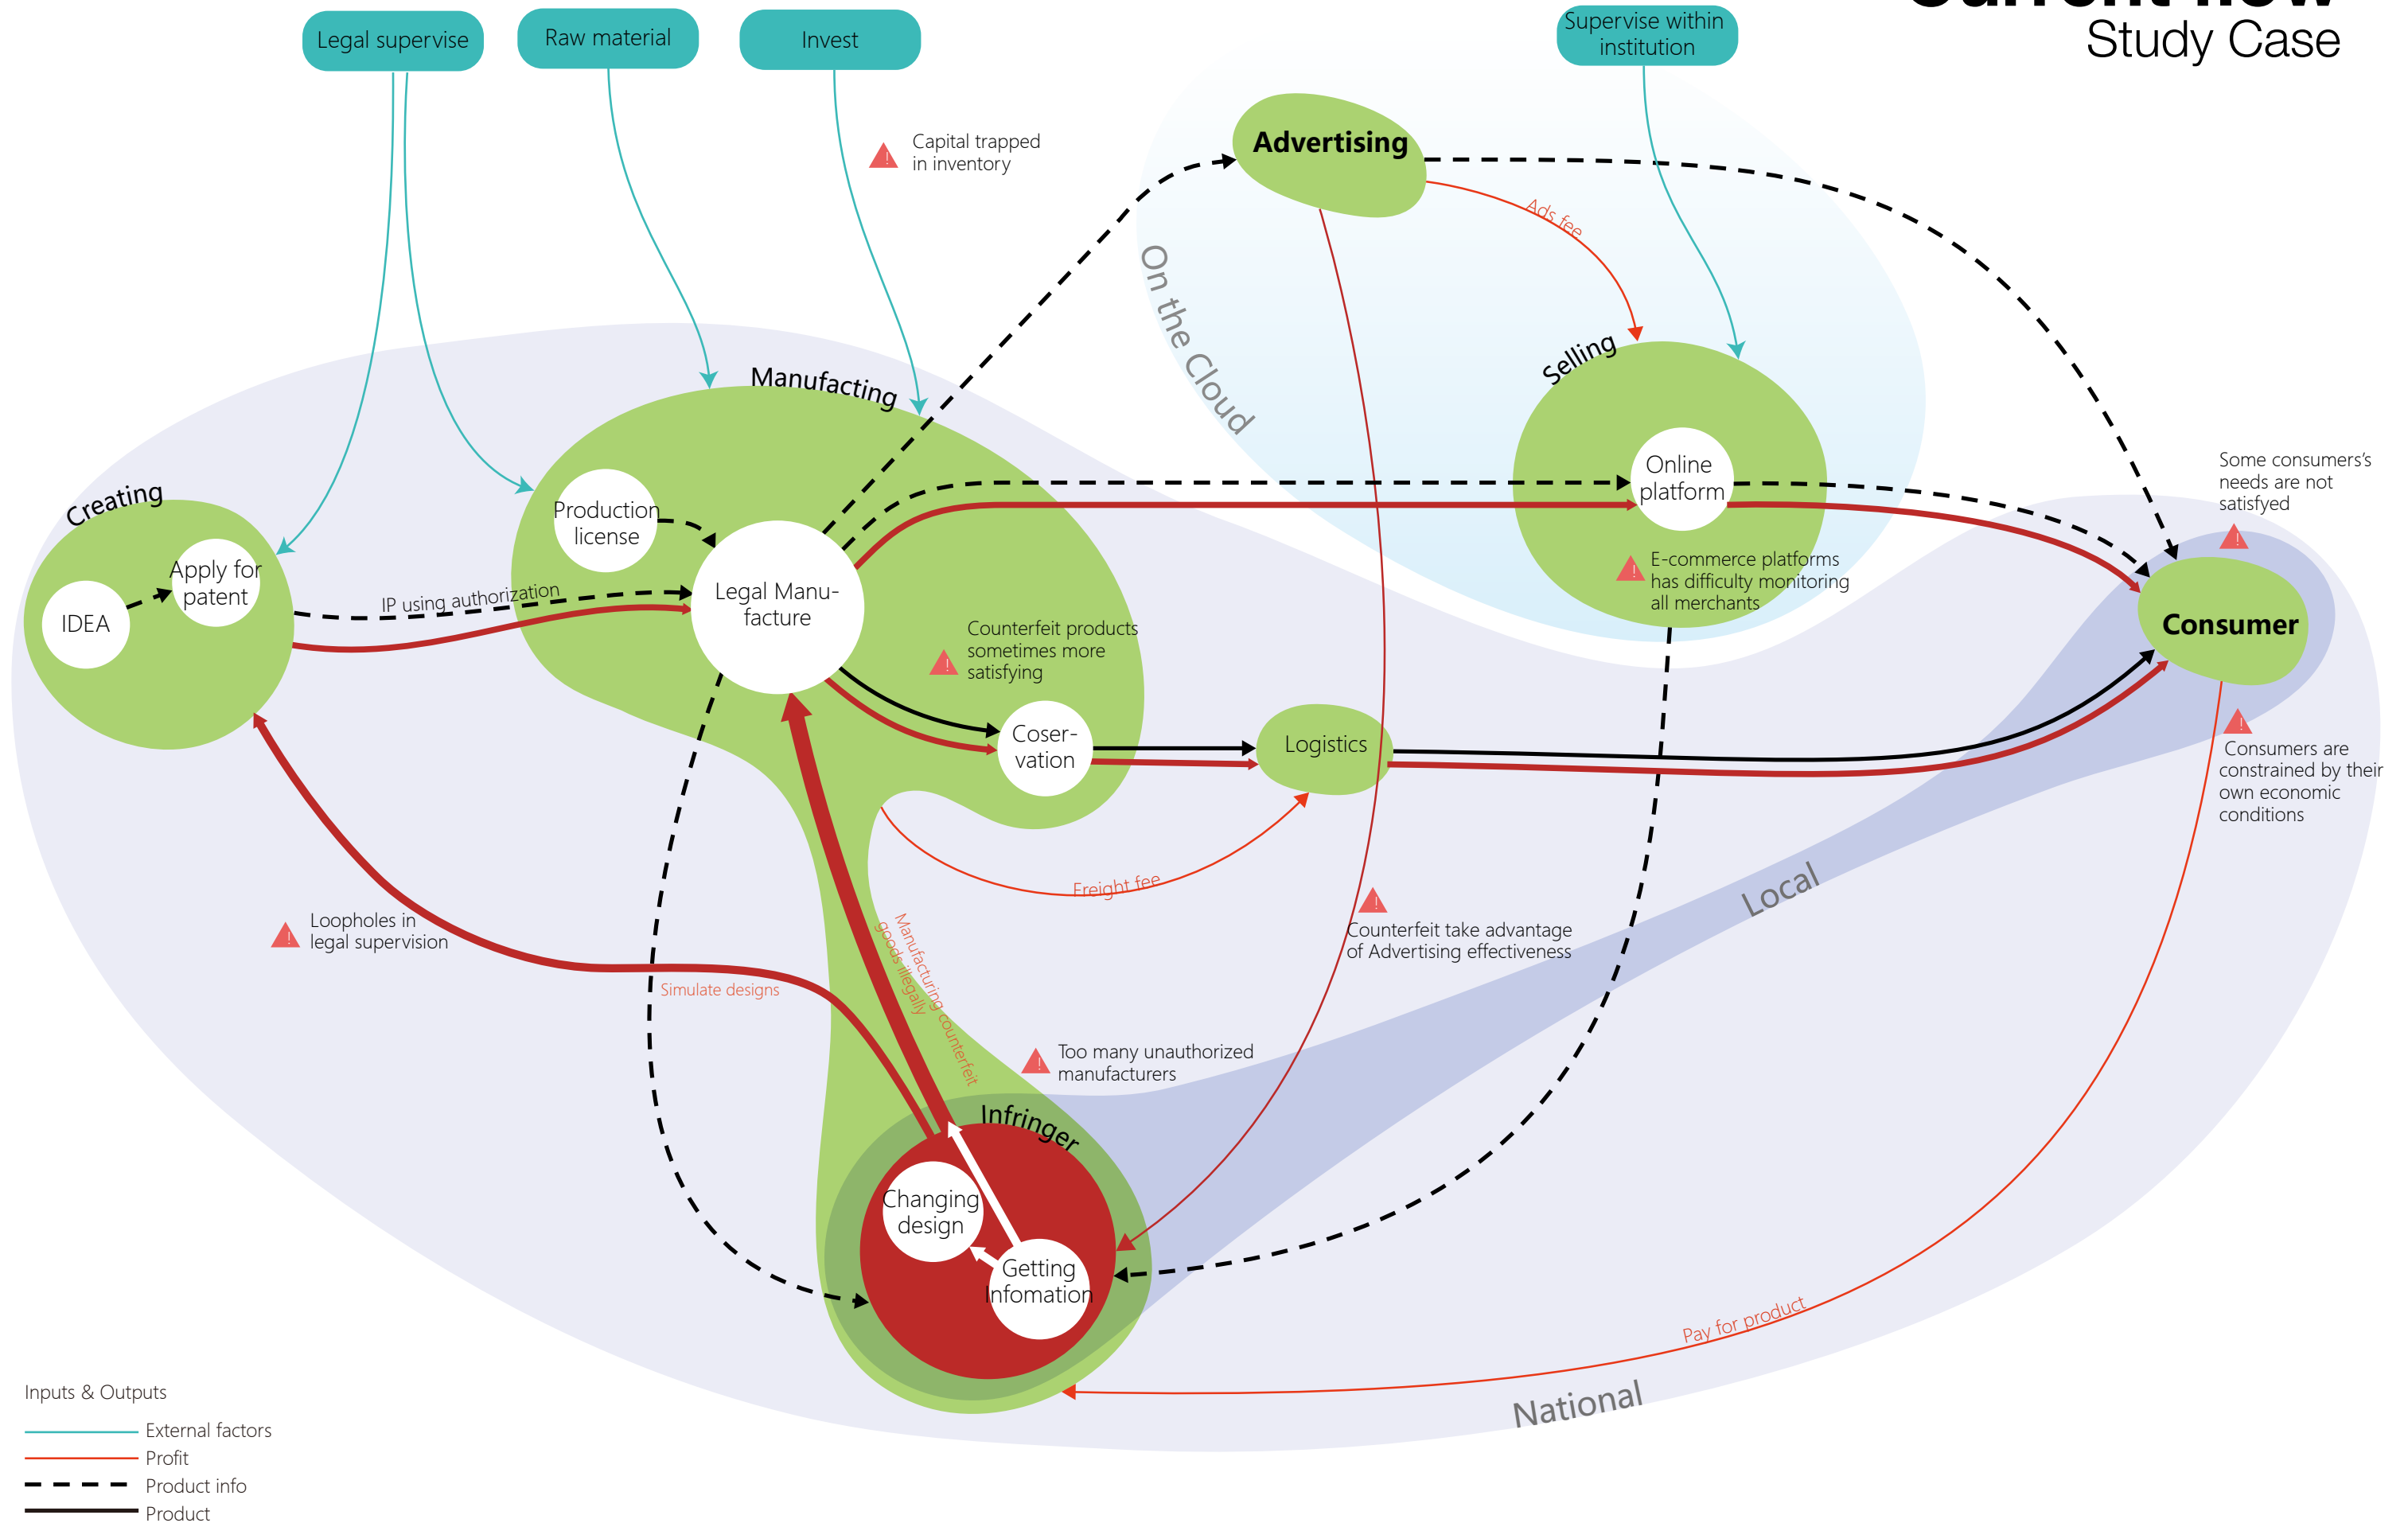 Current flow
Study Case
Legal supervise
Raw material
Invest
Supervise within
institution
Capital trapped
in inventory
Advertising
Ads fee
On the Cloud
Selling
Manufacting
Creating
Production
license
Online
platform
Some consumers's
needs are not
satisfyed
Apply for
patent
IDEA
IP using authorization
Legal Manu-
facture
E-commerce platforms
has difficulty monitoring
all merchants
Counterfeit products
sometimes more
satisfying
Consumer
Coser-
vation
Logistics
Consumers are
constrained by their
own economic
conditions
Freight fee
Local
Loopholes in
legal supervision
Manufacturing counterfeit
goods illegally
Counterfeit take advantage
of Advertising effectiveness
Simulate designs
Too many unauthorized
manufacturers
Infringer
Changing
design
Getting
Infomation
Pay for product
National
Inputs & Outputs
External factors
Profit
Product info
Product